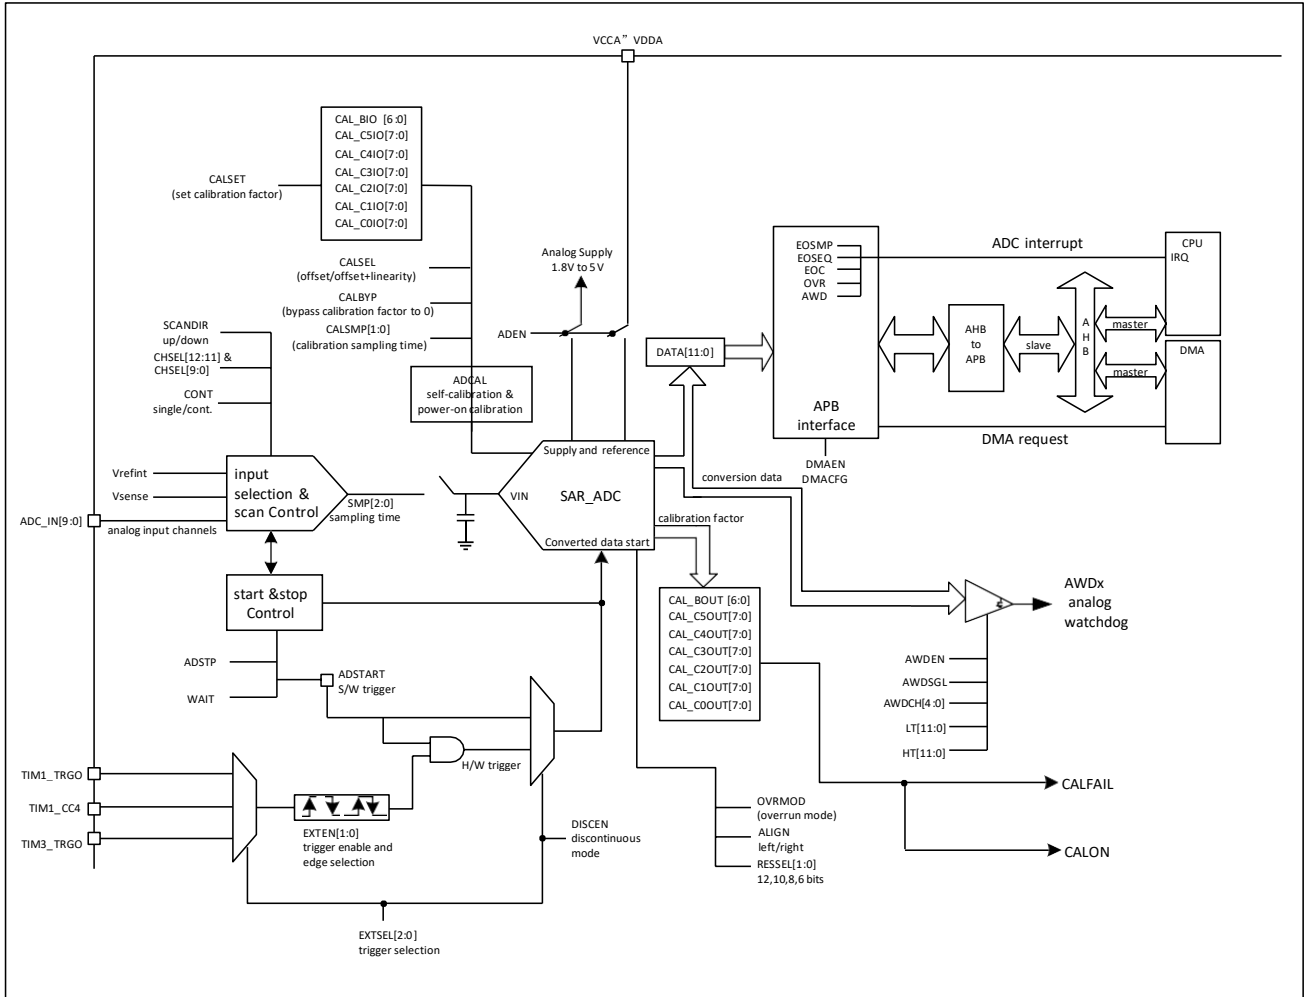 VCCA” VDDA
CAL_BIO [6:0]
CAL_C5IO[7:0]
CAL_C4IO[7:0]
CAL_C3IO[7:0]
CAL_C2IO[7:0]
CAL_C1IO[7:0]
CAL_C0IO[7:0]
CALSET
(set calibration factor)
CALSEL
(offset/offset+linearity)
CALBYP
(bypass calibration factor to 0)
CALSMP[1:0]
(calibration sampling time)
ADCAL
self-calibration &
power-on calibration
Analog Supply
1.8V to 5V
ADEN
SCANDIR
up/down
CHSEL[12:11] &
CHSEL[9:0]
CONT
single/cont.
DATA[11:0]
EOSMP
EOSEQ
EOC
OVR
AWD
APB
interface
DMAEN
DMACFG
ADC interrupt
CPU
IRQ
AHB
to
APB
slave
A
H
B
master
master
DMA
DMA request
Vrefint
Vsense
ADC_IN[9:0]
analog input channels
input
selection &
scan Control
SMP[2:0]
sampling time
VIN
Supply and reference
SAR_ADC
Converted data start
conversion data
calibration factor
start &stop
Control
ADSTP
WAIT
ADSTART
S/W trigger
H/W trigger
CAL_BOUT [6:0]
CAL_C5OUT[7:0]
CAL_C4OUT[7:0]
CAL_C3OUT[7:0]
CAL_C2OUT[7:0]
CAL_C1OUT[7:0]
CAL_C0OUT[7:0]
AWDx
analog
watchdog
AWDEN
AWDSGL
AWDCH[4:0]
LT[11:0]
HT[11:0]
TIM1_TRGO
TIM1_CC4
TIM3_TRGO
EXTEN[1:0]
trigger enable and
edge selection
DISCEN
discontinuous
mode
EXTSEL[2:0]
trigger selection
OVRMOD
(overrun mode)
ALIGN
left/right
RESSEL[1:0]
12,10,8,6 bits
CALFAIL
CALON